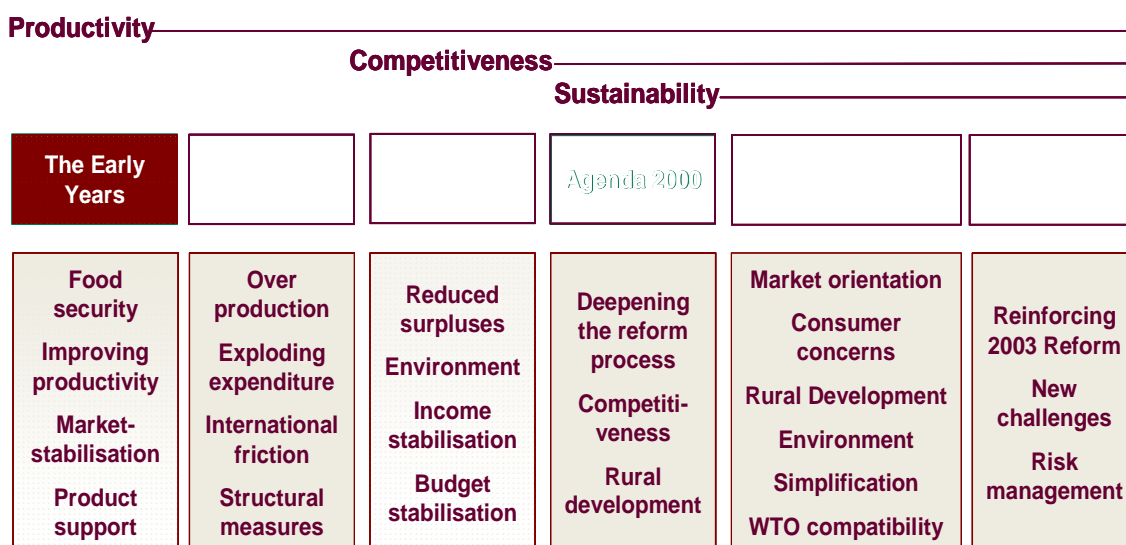 Productivity
Competitiveness
Sustainability
The Early
Years
Agenda 2000
Food
security
Improving
productivity
Market-
stabilisation
Product
support
Over
production
Exploding
expenditure
International
friction
Structural
measures
Reduced
surpluses
Environment
Income
stabilisation
Budget
stabilisation
Deepening
the reform
process
Competiti-
veness
Rural
development
Market orientation
Consumer
concerns
Rural Development
Environment
Simplification
WTO compatibility
Reinforcing
2003 Reform
New
challenges
Risk
management